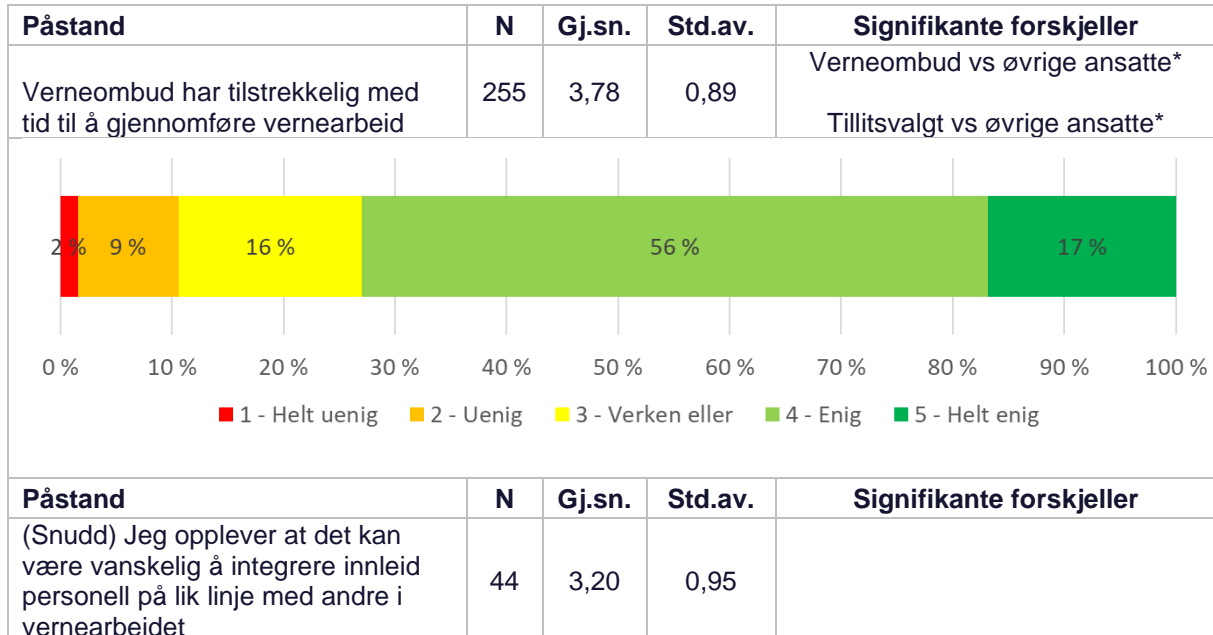 Påstand N Gj.sn. Std.av. Signifikante forskjeller
Verneombud har tilstrekkelig med
tid til å gjennomføre vernearbeid
255 3,78 0,89
Verneombud vs øvrige ansatte*
Tillitsvalgt vs øvrige ansatte*
2 % 9 % 16 % 56 % 17 %
0 % 10 % 20 % 30 % 40 % 50 % 60 % 70 % 80 % 90 % 100 %
1 - Helt uenig 2 - Uenig 3 - Verken eller 4 - Enig 5 - Helt enig
Påstand N Gj.sn. Std.av. Signifikante forskjeller
(Snudd) Jeg opplever at det kan
være vanskelig å integrere innleid
personell på lik linje med andre i
vernearbeidet
44 3,20 0,95